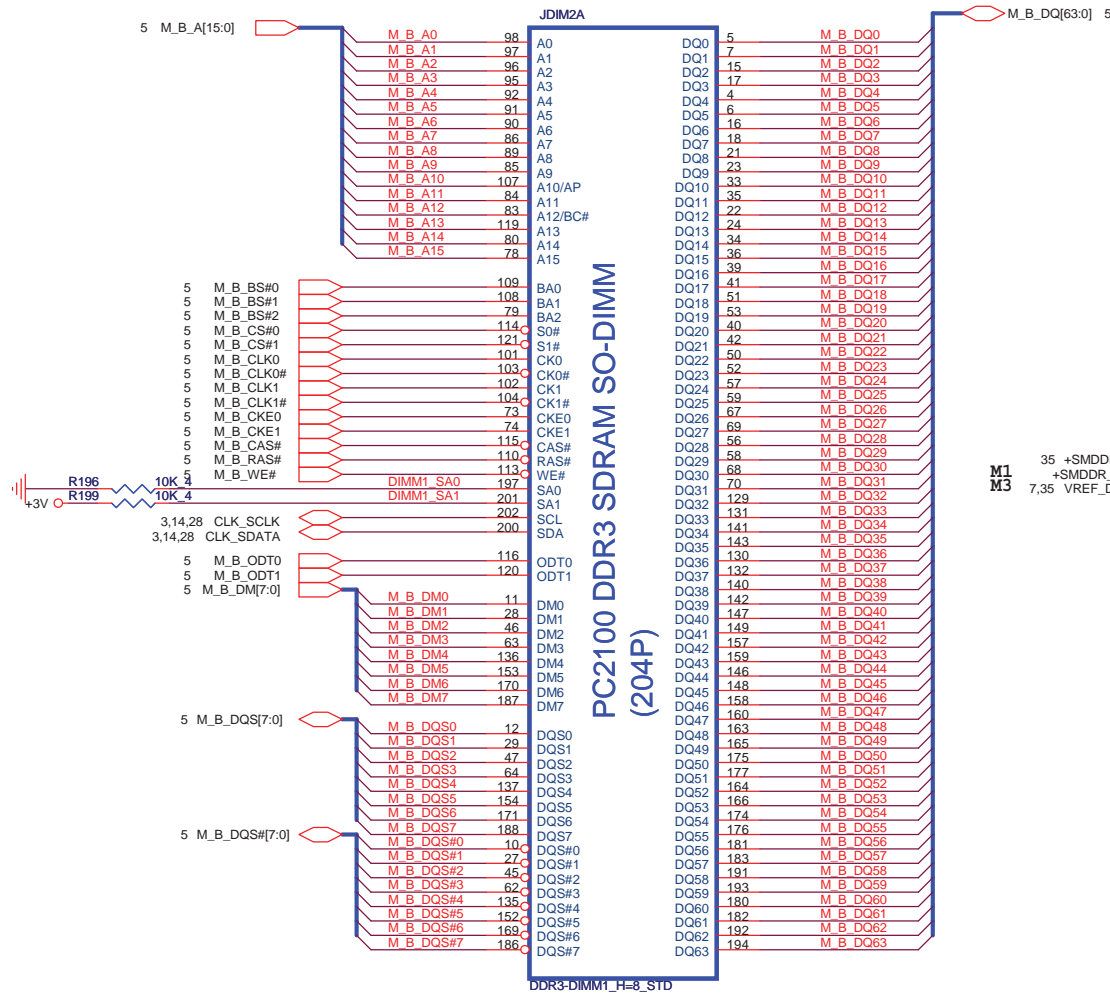 JDIM2A
5 M_B_A[15:0]
M_B_DQ[63:0] 5
M_B_A0 98 A0
M_B_A1 97 A1
M_B_A2 96 A2
M_B_A3 95 A3
M_B_A4 92 A4
M_B_A5 91 A5
M_B_A6 90 A6
M_B_A7 86 A7
M_B_A8 89 A8
M_B_A9 85 A9
M_B_A10 107 A10/AP
M_B_A11 84 A11
M_B_A12 83 A12/BC#
M_B_A13 119 A13
M_B_A14 80 A14
M_B_A15 78 A15
5 M_B_BS#0 109 BA0
5 M_B_BS#1 108 BA1
5 M_B_BS#2 79 BA2
5 M_B_CS#0 114 S0#
5 M_B_CS#1 121 S1#
5 M_B_CLK0 101 CK0
5 M_B_CLK0# 103 CK0#
5 M_B_CLK1 102 CK1
5 M_B_CLK1# 104 CK1#
5 M_B_CKE0 73 CKE0
5 M_B_CKE1 74 CKE1
5 M_B_CAS# 115 CAS#
5 M_B_RAS# 110 RAS#
5 M_B_WE# 113 WE#
R196 10K_4 DIMM1_SA0 197 SA0
+3V R199 10K_4 DIMM1_SA1 201 SA1
3,14,28 CLK_SCLK 202 SCL
3,14,28 CLK_SDATA 200 SDA
5 M_B_ODT0 116 ODT0
5 M_B_ODT1 120 ODT1
5 M_B_DM[7:0]
M_B_DM0 11 DM0
M_B_DM1 28 DM1
M_B_DM2 46 DM2
M_B_DM3 63 DM3
M_B_DM4 136 DM4
M_B_DM5 153 DM5
M_B_DM6 170 DM6
M_B_DM7 187 DM7
5 M_B_DQS[7:0]
M_B_DQS0 12 DQS0
M_B_DQS1 29 DQS1
M_B_DQS2 47 DQS2
M_B_DQS3 64 DQS3
M_B_DQS4 137 DQS4
M_B_DQS5 154 DQS5
M_B_DQS6 171 DQS6
M_B_DQS7 188 DQS7
5 M_B_DQS#[7:0]
M_B_DQS#0 10 DQS#0
M_B_DQS#1 27 DQS#1
M_B_DQS#2 45 DQS#2
M_B_DQS#3 62 DQS#3
M_B_DQS#4 135 DQS#4
M_B_DQS#5 152 DQS#5
M_B_DQS#6 169 DQS#6
M_B_DQS#7 186 DQS#7
PC2100 DDR3 SDRAM SO-DIMM
(204P)
DQ0 5 M_B_DQ0
DQ1 7 M_B_DQ1
DQ2 15 M_B_DQ2
DQ3 17 M_B_DQ3
DQ4 4 M_B_DQ4
DQ5 6 M_B_DQ5
DQ6 16 M_B_DQ6
DQ7 18 M_B_DQ7
DQ8 21 M_B_DQ8
DQ9 23 M_B_DQ9
DQ10 33 M_B_DQ10
DQ11 35 M_B_DQ11
DQ12 22 M_B_DQ12
DQ13 24 M_B_DQ13
DQ14 34 M_B_DQ14
DQ15 36 M_B_DQ15
DQ16 39 M_B_DQ16
DQ17 41 M_B_DQ17
DQ18 51 M_B_DQ18
DQ19 53 M_B_DQ19
DQ20 40 M_B_DQ20
DQ21 42 M_B_DQ21
DQ22 50 M_B_DQ22
DQ23 52 M_B_DQ23
DQ24 57 M_B_DQ24
DQ25 59 M_B_DQ25
DQ26 67 M_B_DQ26
DQ27 69 M_B_DQ27
DQ28 56 M_B_DQ28
DQ29 58 M_B_DQ29
DQ30 68 M_B_DQ30
DQ31 70 M_B_DQ31
DQ32 129 M_B_DQ32
DQ33 131 M_B_DQ33
DQ34 141 M_B_DQ34
DQ35 143 M_B_DQ35
DQ36 130 M_B_DQ36
DQ37 132 M_B_DQ37
DQ38 140 M_B_DQ38
DQ39 142 M_B_DQ39
DQ40 147 M_B_DQ40
DQ41 149 M_B_DQ41
DQ42 157 M_B_DQ42
DQ43 159 M_B_DQ43
DQ44 146 M_B_DQ44
DQ45 148 M_B_DQ45
DQ46 158 M_B_DQ46
DQ47 160 M_B_DQ47
DQ48 163 M_B_DQ48
DQ49 165 M_B_DQ49
DQ50 175 M_B_DQ50
DQ51 177 M_B_DQ51
DQ52 164 M_B_DQ52
DQ53 166 M_B_DQ53
DQ54 174 M_B_DQ54
DQ55 176 M_B_DQ55
DQ56 181 M_B_DQ56
DQ57 183 M_B_DQ57
DQ58 191 M_B_DQ58
DQ59 193 M_B_DQ59
DQ60 180 M_B_DQ60
DQ61 182 M_B_DQ61
DQ62 192 M_B_DQ62
DQ63 194 M_B_DQ63
35 +SMDD
M1 +SMDDR_
M3 7,35 VREF_D
DDR3-DIMM1_H=8_STD